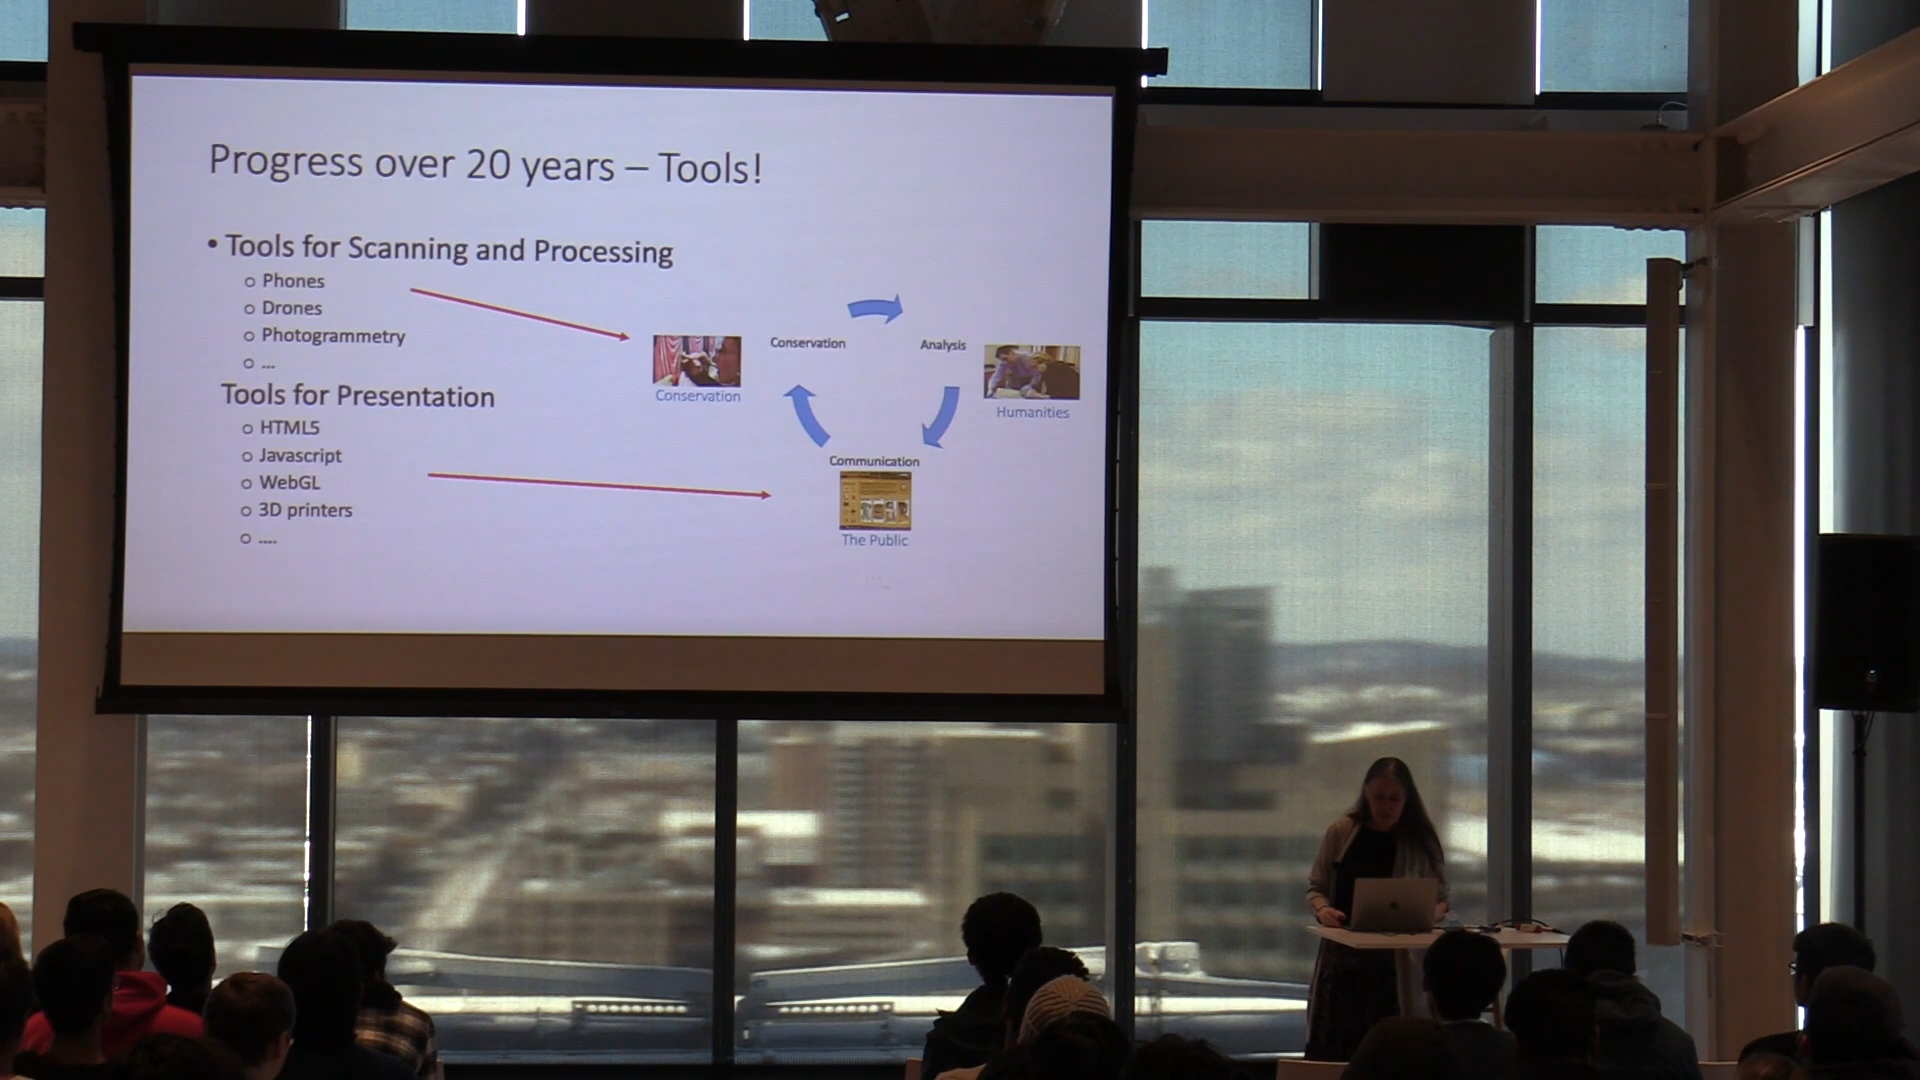 Progress over 20 years – Tools!
• Tools for Scanning and Processing
o Phones
o Drones
o Photogrammetry
o ...
Tools for Presentation
o HTML5
o Javascript
o WebGL
o 3D printers
o ....
Conservation
Analysis
Conservation
Humanities
Communication
The Public